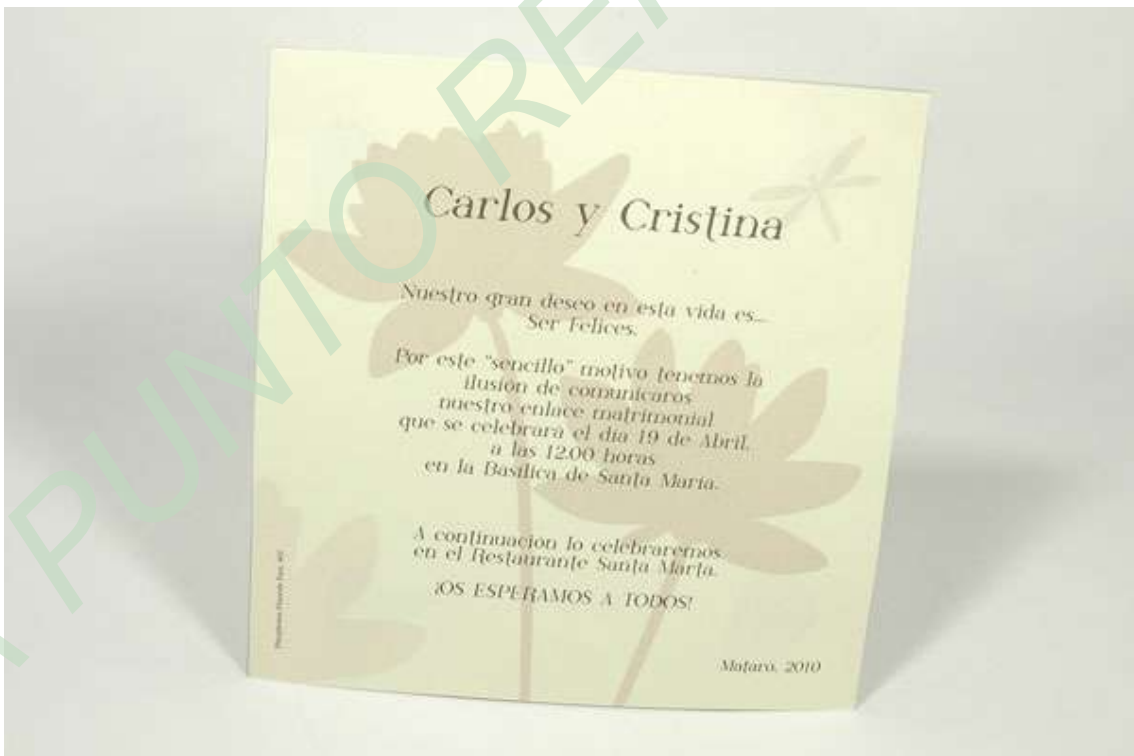 Carlos y Cristina
Nuestro gran deseo en esta vida es...
Ser Felices.
Por este "sencillo" motivo tenemos la
ilusión de comunicaros
nuestro enlace matrimonial
que se celebrará el día 19 de Abril,
a las 12.00 horas
en la Basílica de Santa María.
A continuación lo celebraremos
en el Restaurante Santa Marta.
¡OS ESPERAMOS A TODOS!
Mataró, 2010
PUNTO